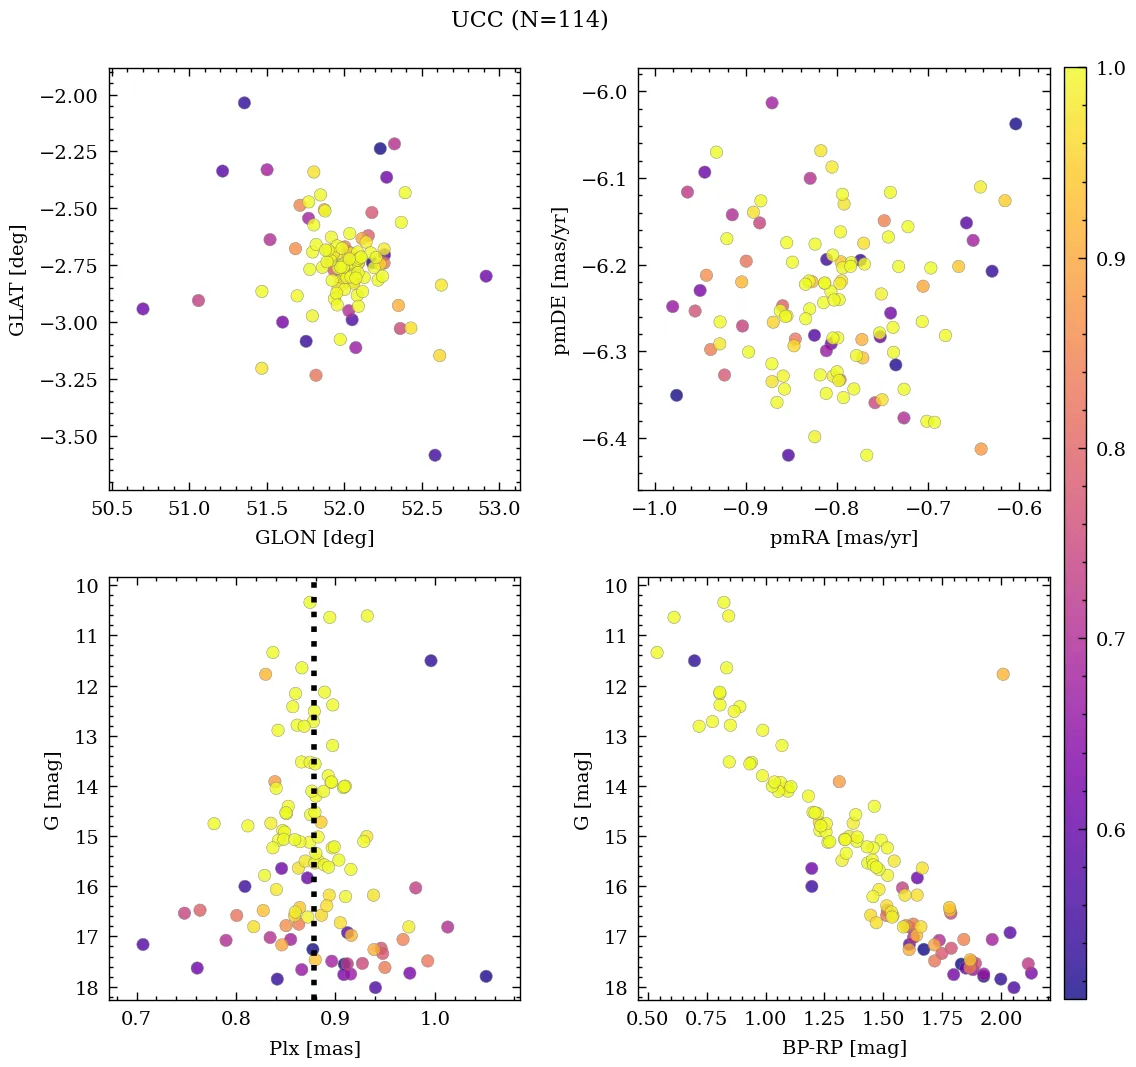 UCC (N=114)
−2.00
−2.25
−2.50
−2.75
−3.00
−3.25
−3.50
GLAT [deg]
50.5 51.0 51.5 52.0 52.5 53.0
GLON [deg]
−6.0
−6.1
−6.2
−6.3
−6.4
pmDE [mas/yr]
−1.0 −0.9 −0.8 −0.7 −0.6
pmRA [mas/yr]
1.0
0.9
0.8
0.7
0.6
10
11
12
13
14
15
16
17
18
G [mag]
0.7 0.8 0.9 1.0
Plx [mas]
10
11
12
13
14
15
16
17
18
G [mag]
0.50 0.75 1.00 1.25 1.50 1.75 2.00
BP-RP [mag]